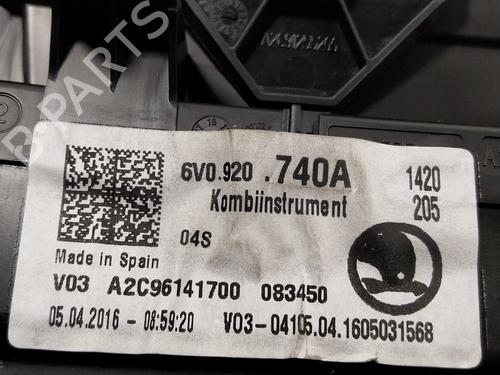 B-PARTS
6V0.920 .740A 1420
Kombiinstrument 205
04S
Made in Spain
V03 A2C96141700 083450
05.04.2016 - 08:59:20 V03-04105.04.1605031568